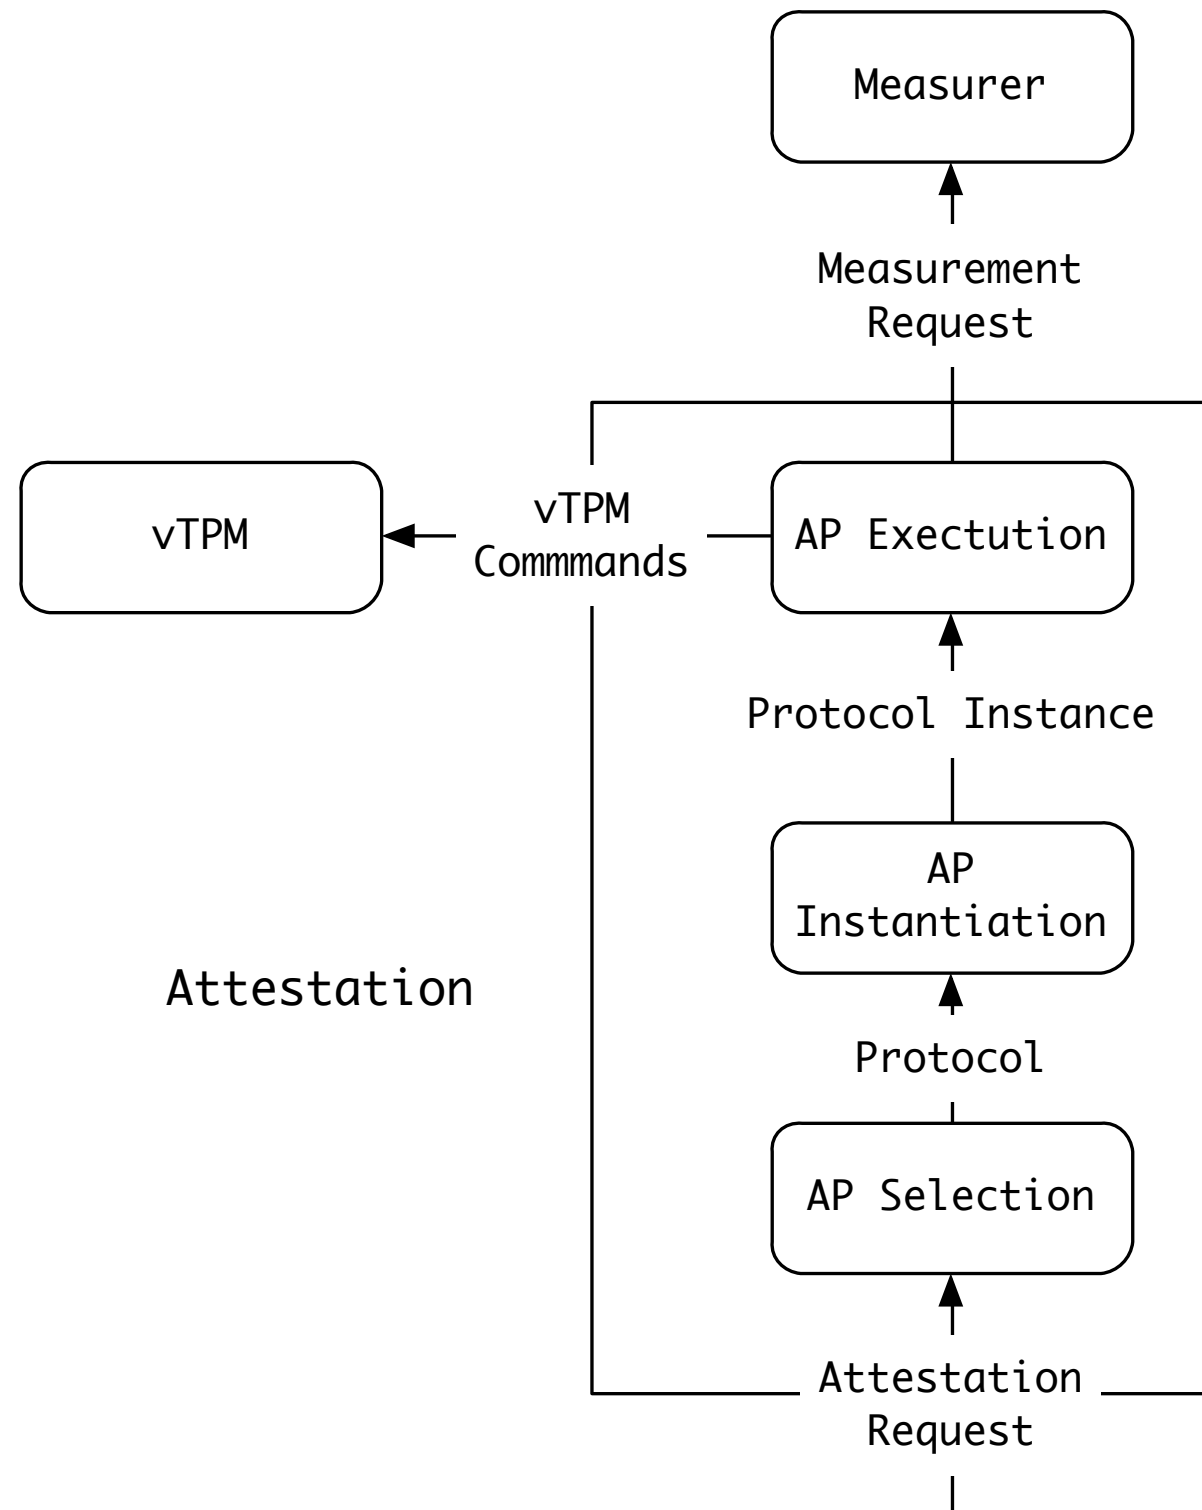 Measurer
Measurement
Request
vTPM
vTPM
Commmands
AP Exectution
Protocol Instance
AP
Instantiation
Attestation
Protocol
AP Selection
Attestation
Request